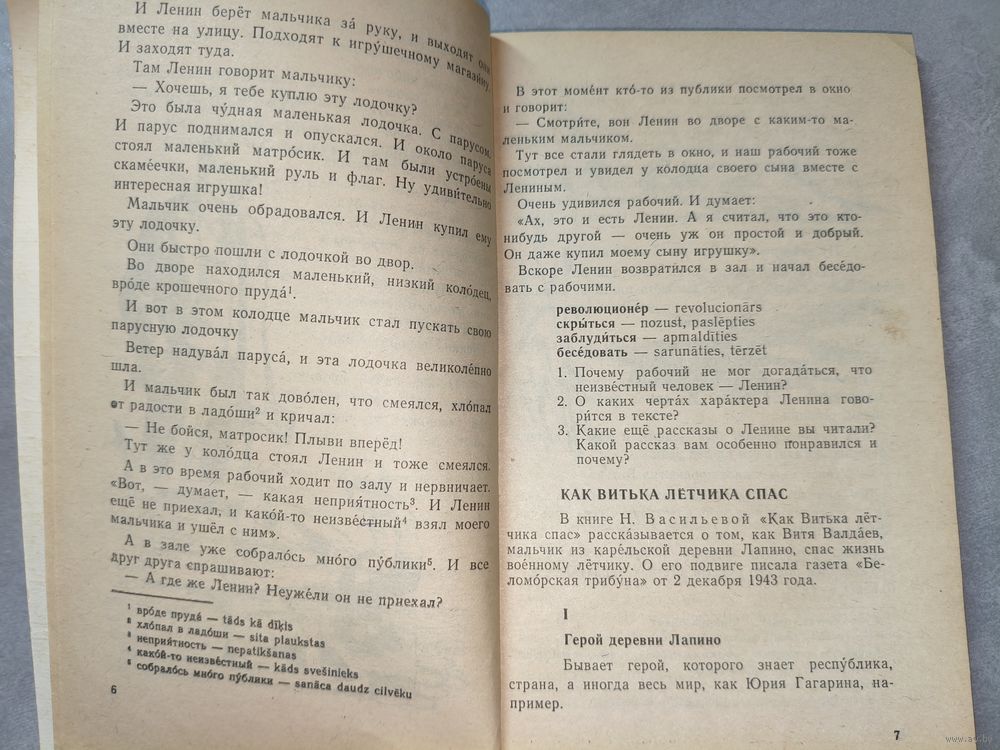 И Ленин берёт мальчика за́ руку, и выходят они
вместе на улицу. Подходят к игру́шечному магази́ну.
И заходят туда.
Там Ленин говорит мальчику:
— Хочешь, я тебе куплю эту лодочку?
Это была чу́дная маленькая лодочка. С парусом.
И парус поднимался и опускался. И около паруса
стоял маленький матро́сик. И там были устро́ены
скаме́ечки, маленький руль и флаг. Ну удиви́тельно
интересная игрушка!
Мальчик очень обрадовался. И Ленин купил ему
эту лодочку.
Они быстро пошли с лодочкой во двор.
Во дворе находился маленький, низкий коло́дец,
вро́де крошечного пруда́¹.
И вот в этом колодце мальчик стал пускать свою
парусную лодочку
Ветер надува́л паруса́, и эта лодочка великоле́пно
шла.
И мальчик был так дово́лен, что смеялся, хло́пал
от радости в ладо́ши² и кричал:
— Не бойся, матросик! Плыви вперёд!
Тут же у коло́дца стоял Ленин и тоже смеялся.
А в это время рабочий ходит по залу и нервничает.
«Вот, — думает, — какая неприя́тность³. И Ленин
ещё не приехал, и како́й-то неизве́стный⁴ взял моего
мальчика и ушёл с ним».
А в зале уже собрало́сь мно́го пу́блики⁵. И все
друг друга спрашивают:
— А где же Ленин? Неуже́ли он не приехал?
¹ вро́де пруда́ — tāds kā dīķis
² хло́пал в ладо́ши — sita plaukstas
³ неприя́тность — nepatikšanas
⁴ како́й-то неизве́стный — kāds svešinieks
⁵ собрало́сь мно́го пу́блики — sanāca daudz cilvēku
6
В этот моме́нт кто́-то из публики посмотрел в окно
и говорит:
— Смотри́те, вон Ленин во дворе с каким-то ма-
леньким мальчиком.
Тут все стали глядеть в окно, и наш рабочий тоже
посмотрел и увидел у колодца своего сына вместе с
Лениным.
Очень удивился рабочий. И думает:
«Ах, это и есть Ленин. А я считал, что это кто-
нибудь другой — очень уж он простой и добрый.
Он даже купил моему сыну игрушку».
Вскоре Ленин возвратился в зал и начал бесе́до-
вать с рабочими.
революционе́р — revolucionārs
скры́ться — nozust, paslēpties
заблуди́ться — apmaldīties
бесе́довать — sarunāties, tērzēt
1. Почему рабочий не мог догада́ться, что
неизве́стный человек — Ленин?
2. О каких черта́х хара́ктера Ленина гово-
ри́тся в тексте?
3. Какие ещё рассказы о Ленине вы читали?
Какой рассказ вам особенно понравился и
почему?
КАК ВИТЬКА ЛЁТЧИКА СПАС
В книге Н. Васильевой «Как Витька лёт-
чика спас» расска́зывается о том, как Витя Валда́ев,
мальчик из каре́льской деревни Лапино, спас жизнь
вое́нному лётчику. О его подвиге писала газета «Бе-
ломо́рская трибу́на» от 2 декабря 1943 года.
I
Герой деревни Лапино
Бывает герой, которого знает респу́блика,
страна, а иногда весь мир, как Юрия Гагарина, на-
пример.
7
www.ay.by